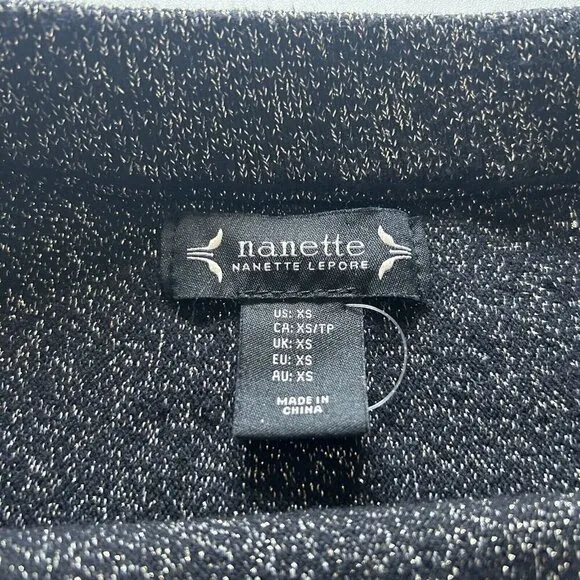 nanette
NANETTE LEPORE
US: XS
CA: XS/TP
UK: XS
EU: XS
AU: XS
MADE IN
CHINA